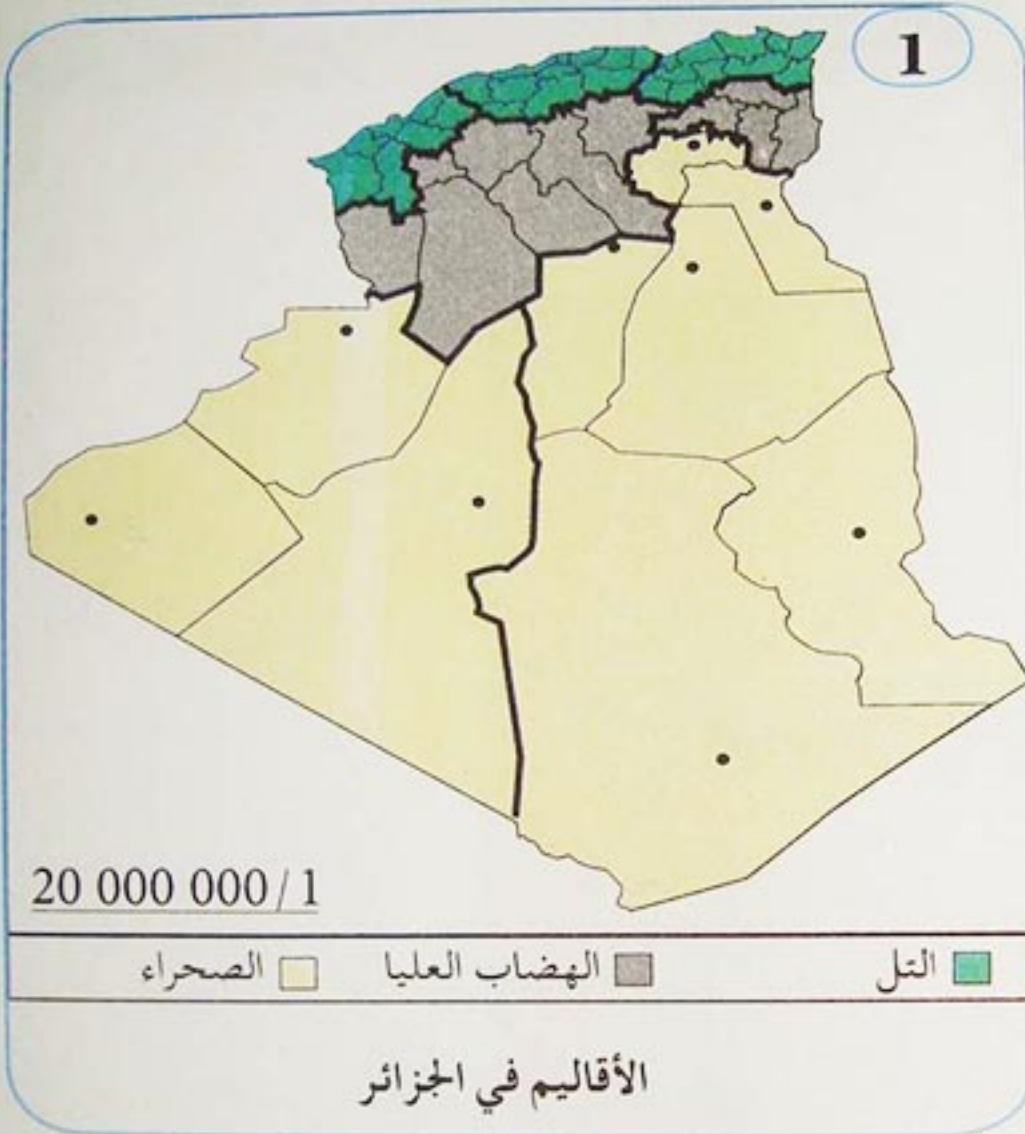 1
20 000 000/1
التل
الهضاب العليا
الصحراء
الأقاليم في الجزائر